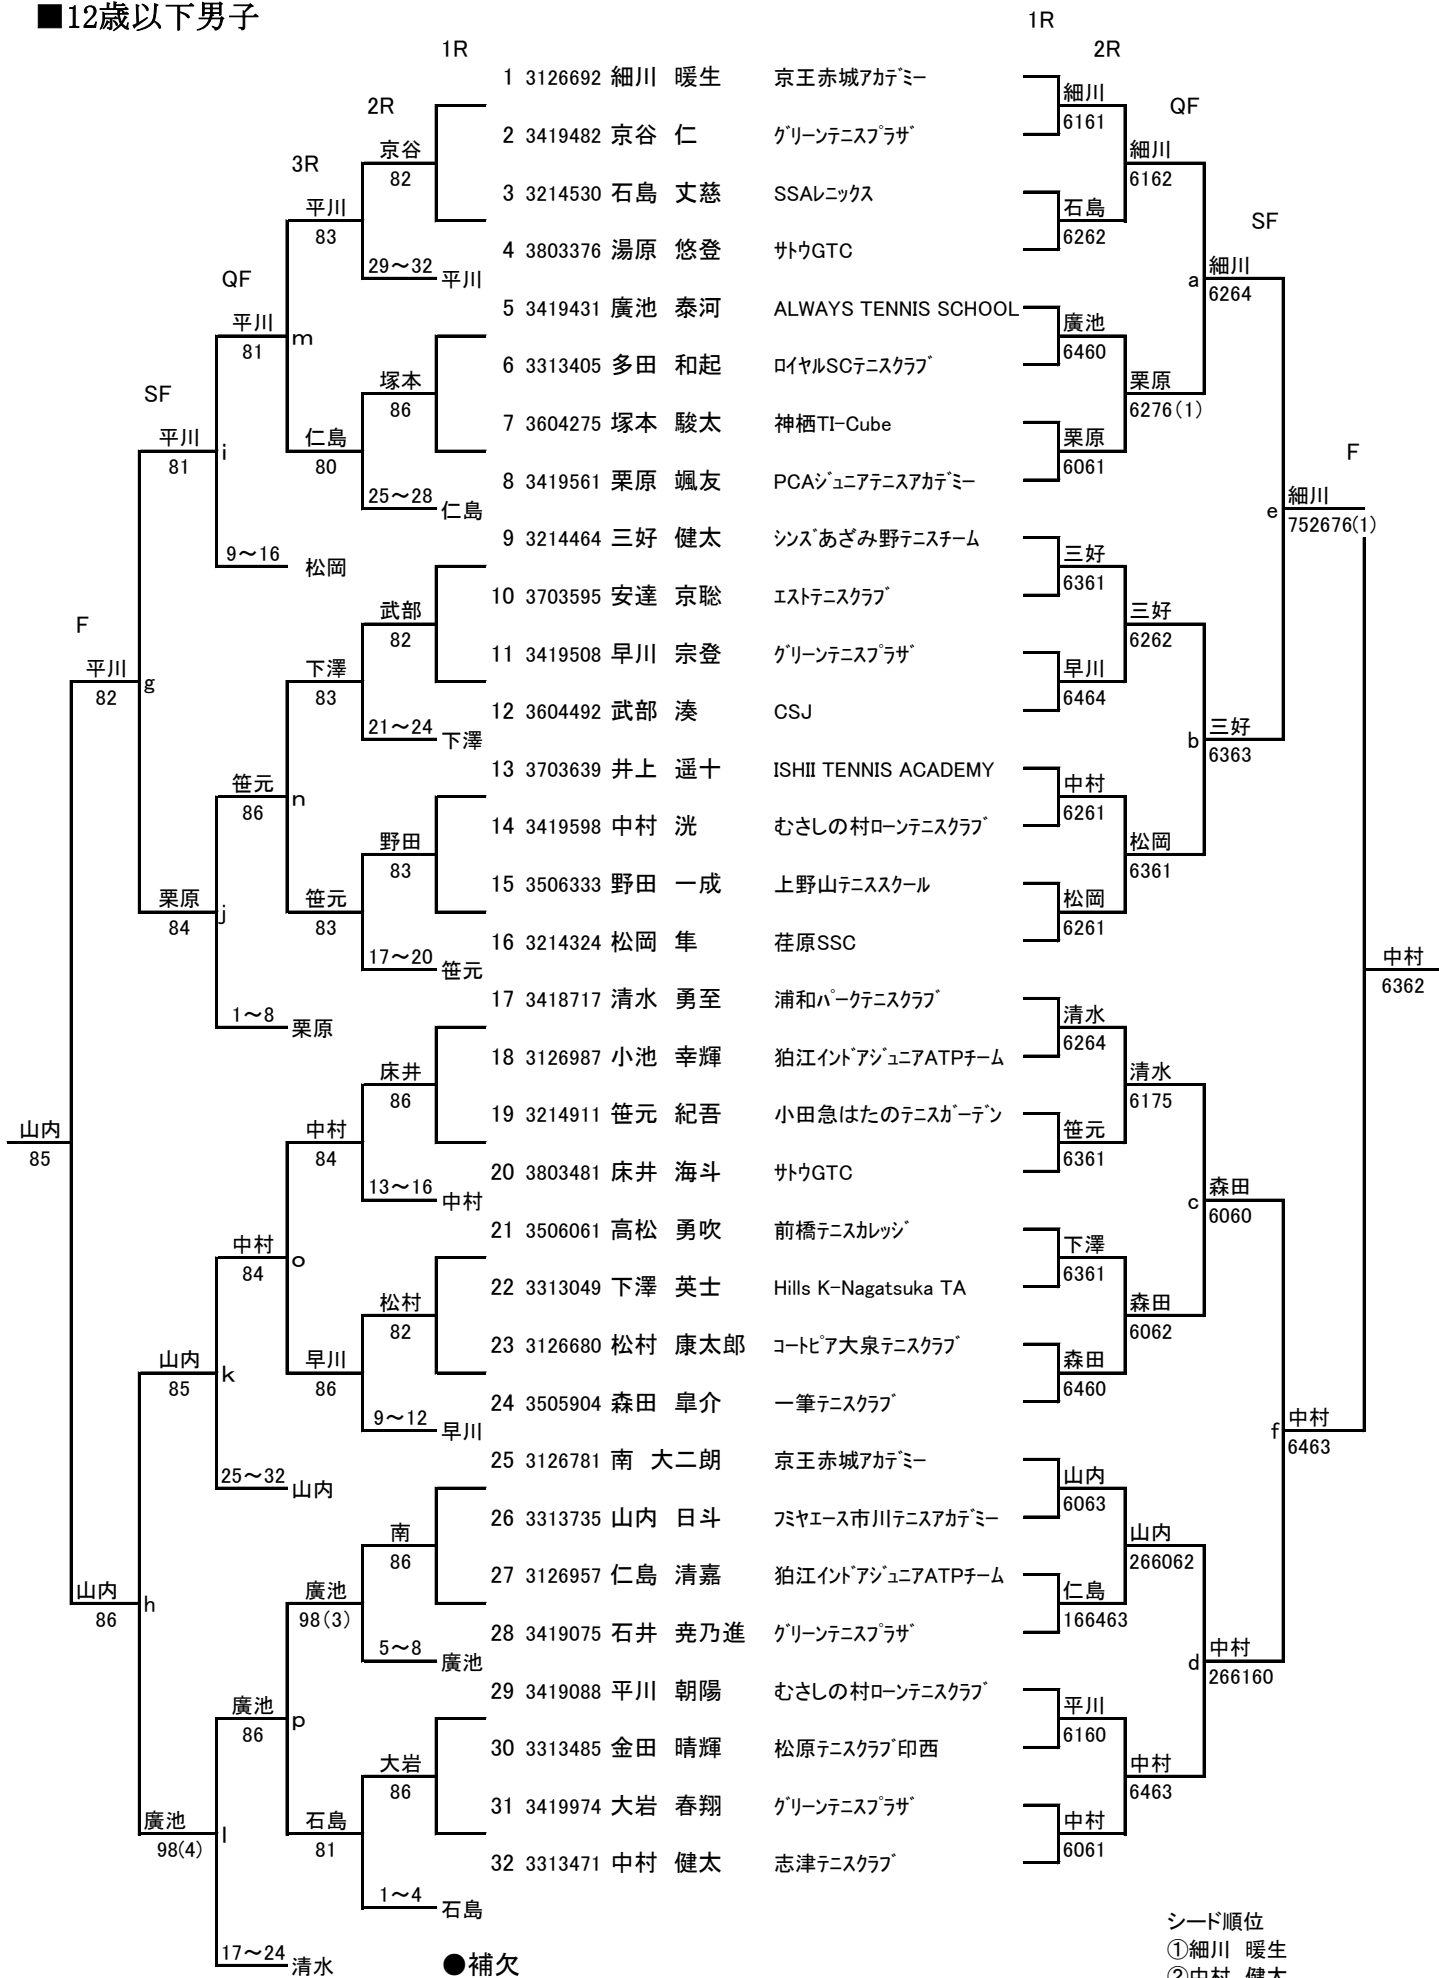 ■12歳以下男子
1R
1R
2R
2R
QF
3R
SF
QF
SF
F
F
1 3126692 細川 暖生 京王赤城アカデミー
2 3419482 京谷 仁 グリーンテニスプラザ
3 3214530 石島 丈慈 SSAレニックス
4 3803376 湯原 悠登 サトウGTC
5 3419431 廣池 泰河 ALWAYS TENNIS SCHOOL
6 3313405 多田 和起 ロイヤルSCテニスクラブ
7 3604275 塚本 駿太 神栖TI-Cube
8 3419561 栗原 颯友 PCAジュニアテニスアカデミー
9 3214464 三好 健太 シンズあざみ野テニスチーム
10 3703595 安達 京聡 エストテニスクラブ
11 3419508 早川 宗登 グリーンテニスプラザ
12 3604492 武部 湊 CSJ
13 3703639 井上 遥十 ISHII TENNIS ACADEMY
14 3419598 中村 洸 むさしの村ローンテニスクラブ
15 3506333 野田 一成 上野山テニススクール
16 3214324 松岡 隼 荏原SSC
17 3418717 清水 勇至 浦和パークテニスクラブ
18 3126987 小池 幸輝 狛江インドアジュニアATPチーム
19 3214911 笹元 紀吾 小田急はたのテニスガーデン
20 3803481 床井 海斗 サトウGTC
21 3506061 高松 勇吹 前橋テニスカレッジ
22 3313049 下澤 英士 Hills K-Nagatsuka TA
23 3126680 松村 康太郎 コートピア大泉テニスクラブ
24 3505904 森田 皐介 一筆テニスクラブ
25 3126781 南 大二朗 京王赤城アカデミー
26 3313735 山内 日斗 フミヤエース市川テニスアカデミー
27 3126957 仁島 清嘉 狛江インドアジュニアATPチーム
28 3419075 石井 尭乃進 グリーンテニスプラザ
29 3419088 平川 朝陽 むさしの村ローンテニスクラブ
30 3313485 金田 晴輝 松原テニスクラブ印西
31 3419974 大岩 春翔 グリーンテニスプラザ
32 3313471 中村 健太 志津テニスクラブ
細川
6161
石島
6262
廣池
6460
栗原
6061
三好
6361
早川
6464
中村
6261
松岡
6261
清水
6264
笹元
6361
下澤
6361
森田
6460
山内
6063
仁島
166463
平川
6160
中村
6061
細川
6162
栗原
6276(1)
三好
6262
松岡
6361
清水
6175
森田
6062
山内
266062
中村
6463
a
細川
6264
b
三好
6363
c
森田
6060
d
中村
266160
e
細川
752676(1)
f
中村
6463
中村
6362
京谷
82
塚本
86
武部
82
野田
83
床井
86
松村
82
南
86
大岩
86
29～32
平川
25～28
仁島
21～24
下澤
17～20
笹元
13～16
中村
9～12
早川
5～8
廣池
1～4
石島
平川
83
仁島
80
下澤
83
笹元
83
中村
84
早川
86
廣池
98(3)
石島
81
平川
81
m
笹元
86
n
中村
84
o
廣池
86
p
9～16
松岡
1～8
栗原
25～32
山内
17～24
清水
平川
81
i
栗原
84
j
山内
85
k
廣池
98(4)
l
平川
82
g
山内
86
h
山内
85
●補欠
シード順位
①細川 暖生
②中村 健太